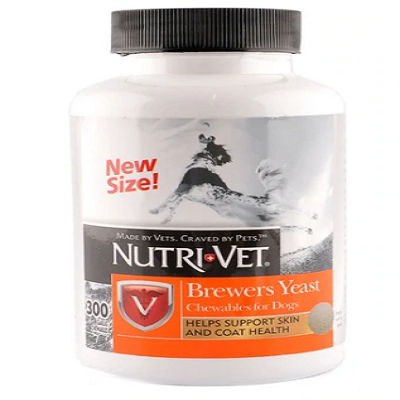 New
Size!
MADE BY VETS. CRAVED BY PETS.™
NUTRI-VET®
Brewers Yeast
Chewables for Dogs
V
300
HELPS SUPPORT SKIN
AND COAT HEALTH